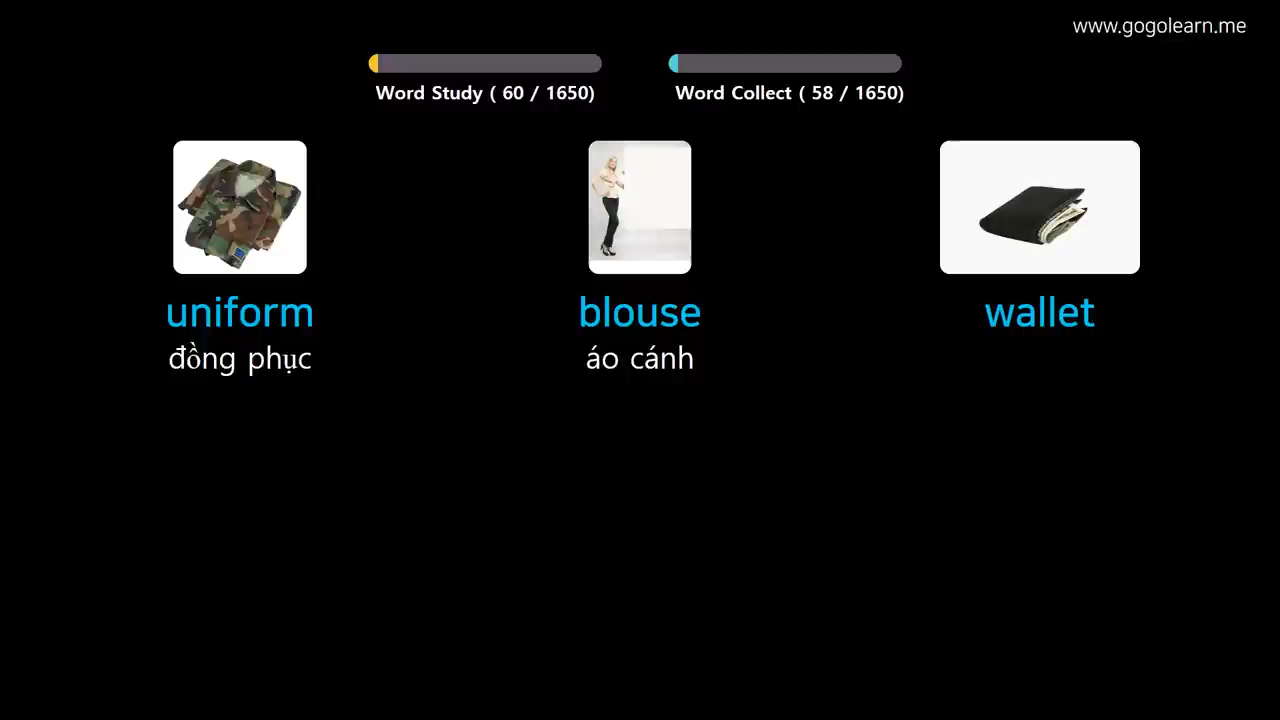 www.gogolearn.me
Word Study ( 60 / 1650)
Word Collect ( 58 / 1650)
uniform
đồng phục
blouse
áo cánh
wallet